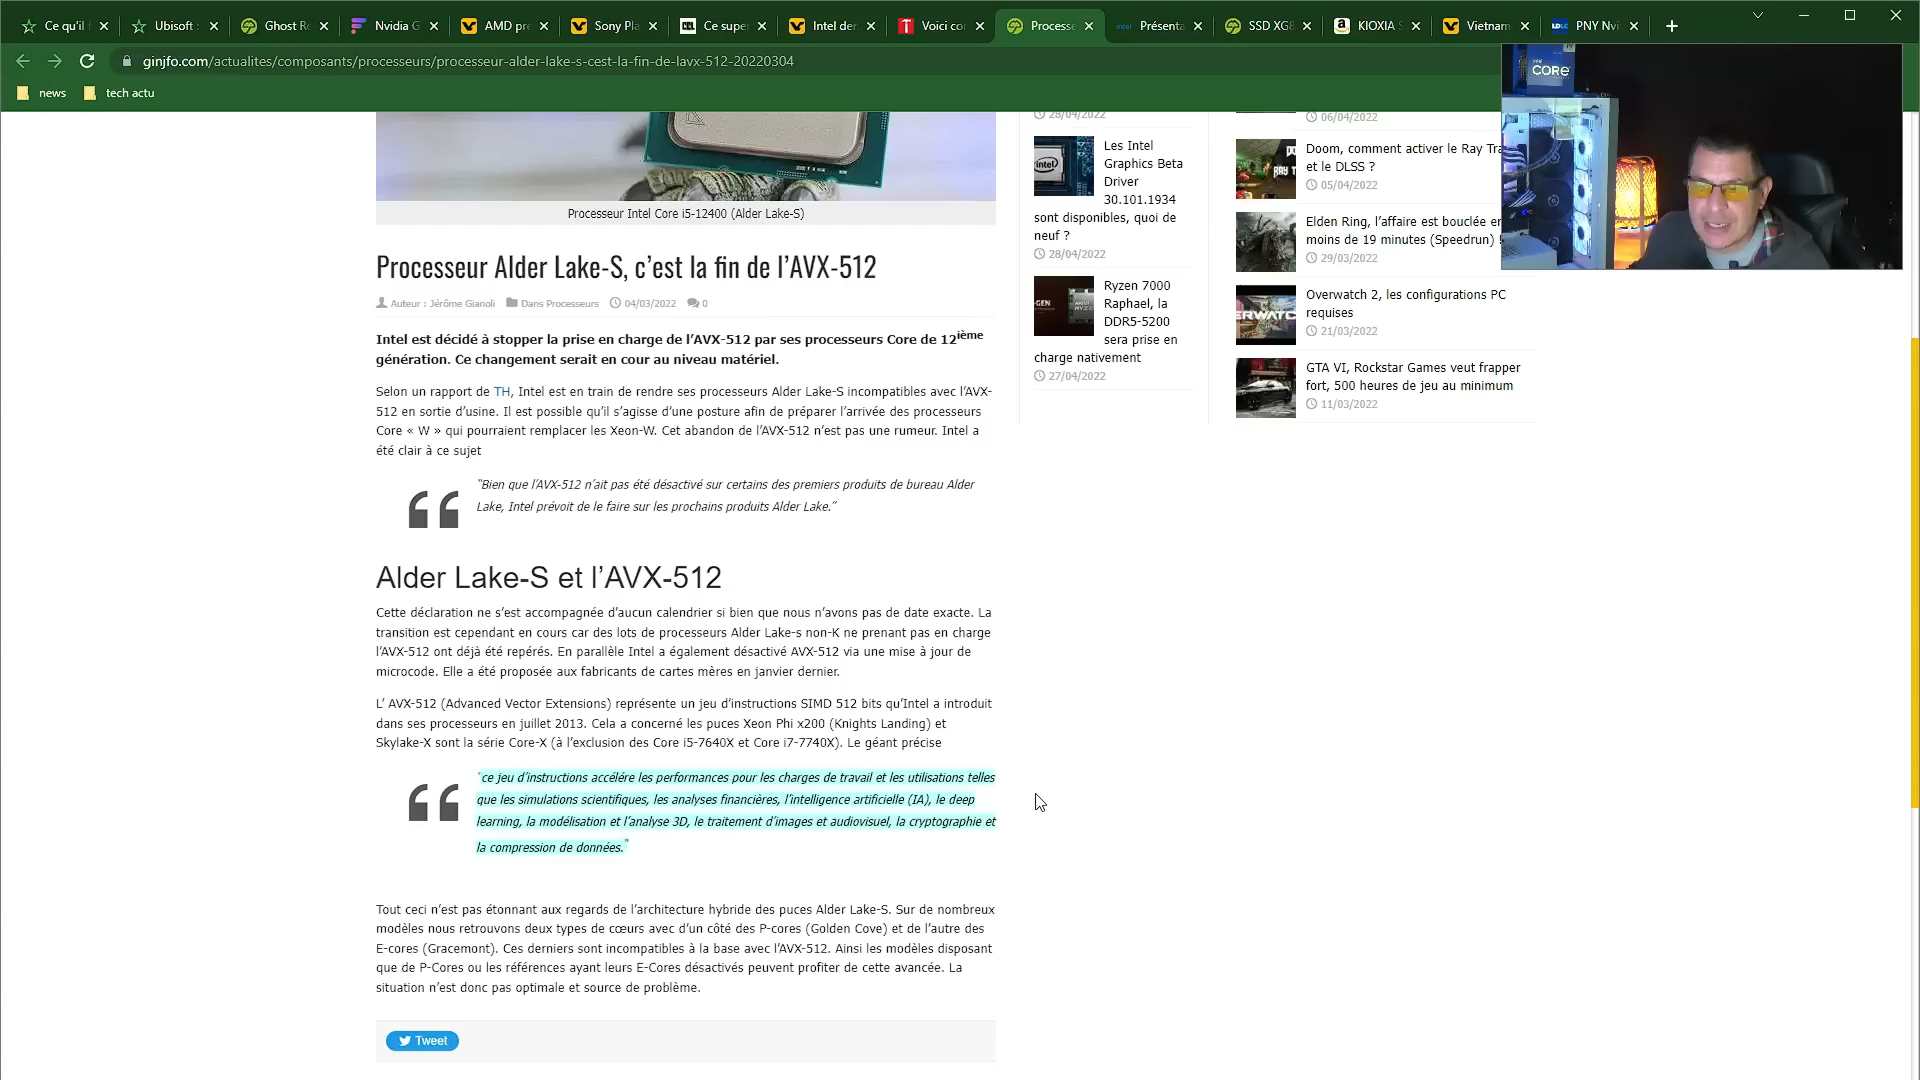 Ce qu'il
Ubisoft :
Ghost Re
Nvidia G
AMD pré
Sony Pla
Ce super
Intel den
Voici co
Processe
Présenta
SSD XG8
KIOXIA S
Vietnam
PNY Nvi
ginjfo.com/actualites/composants/processeurs/processeur-alder-lake-s-cest-la-fin-de-lavx-512-20220304
news
tech actu
Processeur Intel Core i5-12400 (Alder Lake-S)
Processeur Alder Lake-S, c’est la fin de l’AVX-512
Auteur : Jérôme Gianoli Dans Processeurs 04/03/2022 0
Intel est décidé à stopper la prise en charge de l’AVX-512 par ses processeurs Core de 12ième
génération. Ce changement serait en cour au niveau matériel.
Selon un rapport de TH, Intel est en train de rendre ses processeurs Alder Lake-S incompatibles avec l’AVX-
512 en sortie d’usine. Il est possible qu’il s’agisse d’une posture afin de préparer l’arrivée des processeurs
Core « W » qui pourraient remplacer les Xeon-W. Cet abandon de l’AVX-512 n’est pas une rumeur. Intel a
été clair à ce sujet
“Bien que l’AVX-512 n’ait pas été désactivé sur certains des premiers produits de bureau Alder
Lake, Intel prévoit de le faire sur les prochains produits Alder Lake.”
Alder Lake-S et l’AVX-512
Cette déclaration ne s’est accompagnée d’aucun calendrier si bien que nous n’avons pas de date exacte. La
transition est cependant en cours car des lots de processeurs Alder Lake-s non-K ne prenant pas en charge
l’AVX-512 ont déjà été repérés. En parallèle Intel a également désactivé AVX-512 via une mise à jour de
microcode. Elle a été proposée aux fabricants de cartes mères en janvier dernier.
L’ AVX-512 (Advanced Vector Extensions) représente un jeu d’instructions SIMD 512 bits qu’Intel a introduit
dans ses processeurs en juillet 2013. Cela a concerné les puces Xeon Phi x200 (Knights Landing) et
Skylake-X sont la série Core-X (à l’exclusion des Core i5-7640X et Core i7-7740X). Le géant précise
"ce jeu d’instructions accélére les performances pour les charges de travail et les utilisations telles
que les simulations scientifiques, les analyses financières, l’intelligence artificielle (IA), le deep
learning, la modélisation et l’analyse 3D, le traitement d’images et audiovisuel, la cryptographie et
la compression de données."
Tout ceci n’est pas étonnant aux regards de l’architecture hybride des puces Alder Lake-S. Sur de nombreux
modèles nous retrouvons deux types de cœurs avec d’un côté des P-cores (Golden Cove) et de l’autre des
E-cores (Gracemont). Ces derniers sont incompatibles à la base avec l’AVX-512. Ainsi les modèles disposant
que de P-Cores ou les références ayant leurs E-Cores désactivés peuvent profiter de cette avancée. La
situation n’est donc pas optimale et source de problème.
Tweet
28/04/2022
intel
Les Intel
Graphics Beta
Driver
30.101.1934
sont disponibles, quoi de
neuf ?
28/04/2022
Ryzen 7000
Raphael, la
DDR5-5200
sera prise en
charge nativement
27/04/2022
06/04/2022
Doom, comment activer le Ray Tra
et le DLSS ?
05/04/2022
Elden Ring, l’affaire est bouclée en
moins de 19 minutes (Speedrun) !
29/03/2022
Overwatch 2, les configurations PC
requises
21/03/2022
GTA VI, Rockstar Games veut frapper
fort, 500 heures de jeu au minimum
11/03/2022
CORE